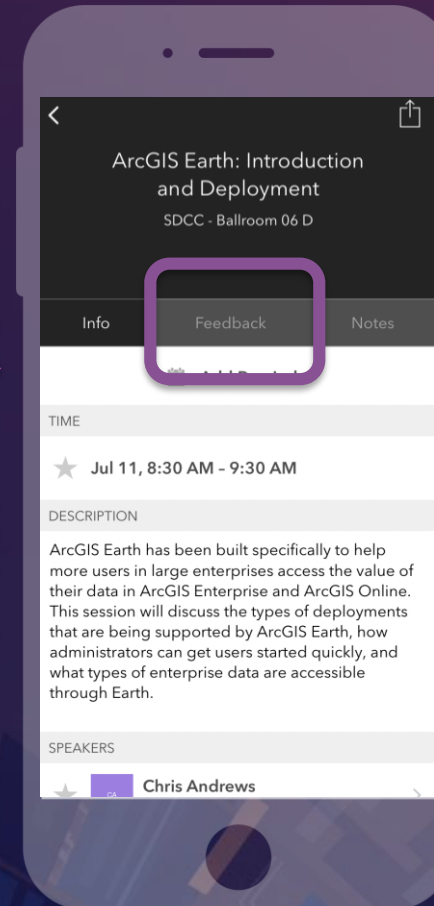 ArcGIS Earth: Introduction
and Deployment
SDCC - Ballroom 06 D
Info
Feedback
Notes
TIME
Jul 11, 8:30 AM – 9:30 AM
DESCRIPTION
ArcGIS Earth has been built specifically to help
more users in large enterprises access the value of
their data in ArcGIS Enterprise and ArcGIS Online.
This session will discuss the types of deployments
that are being supported by ArcGIS Earth, how
administrators can get users started quickly, and
what types of enterprise data are accessible
through Earth.
SPEAKERS
CA
Chris Andrews